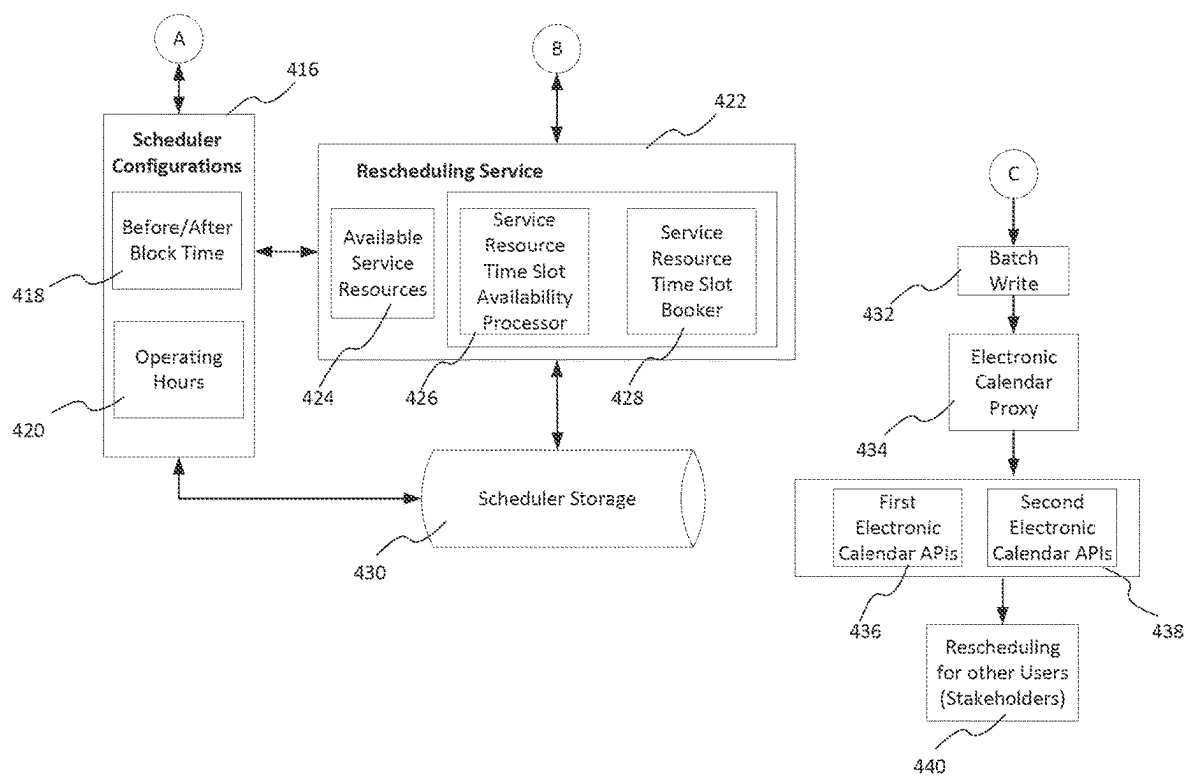 A
B
416
422
Scheduler
Configurations
Rescheduling Service
C
Before/After
Block Time
Available
Service
Resources
Service
Resource
Time Slot
Availability
Processor
Service
Resource
Time Slot
Booker
Batch
Write
418
432
Operating
Hours
Electronic
Calendar
Proxy
424
426
428
420
434
Scheduler Storage
First
Electronic
Calendar APIs
Second
Electronic
Calendar APIs
430
436
438
Rescheduling
for other Users
(Stakeholders)
440